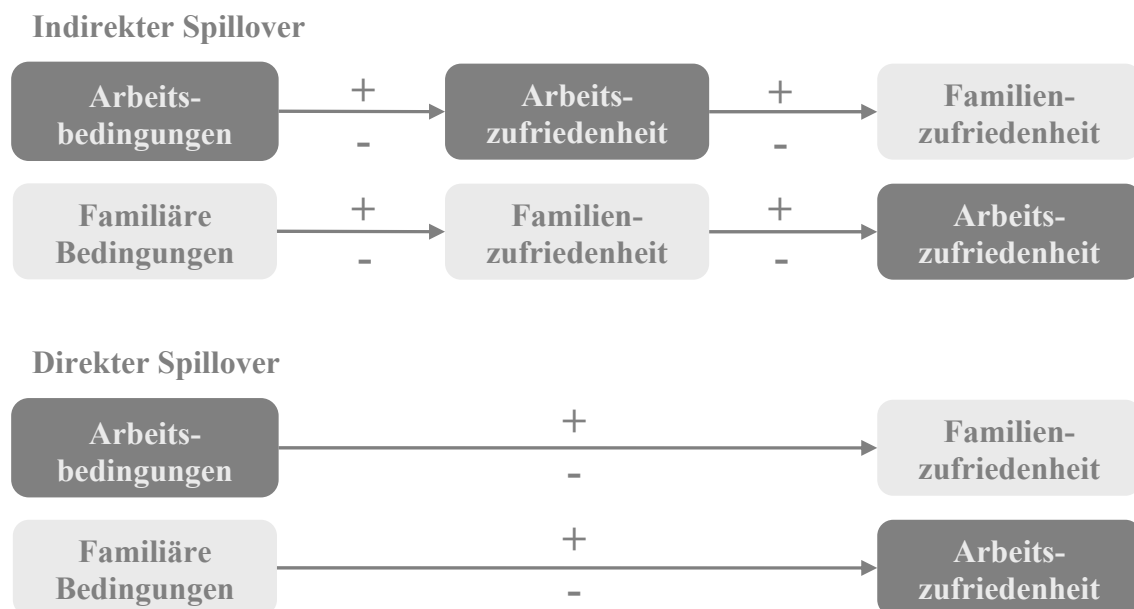 Indirekter Spillover
Arbeits-
bedingungen
+
-
Arbeits-
zufriedenheit
+
-
Familien-
zufriedenheit
Familiäre
Bedingungen
+
-
Familien-
zufriedenheit
+
-
Arbeits-
zufriedenheit
Direkter Spillover
Arbeits-
bedingungen
+
-
Familien-
zufriedenheit
Familiäre
Bedingungen
+
-
Arbeits-
zufriedenheit